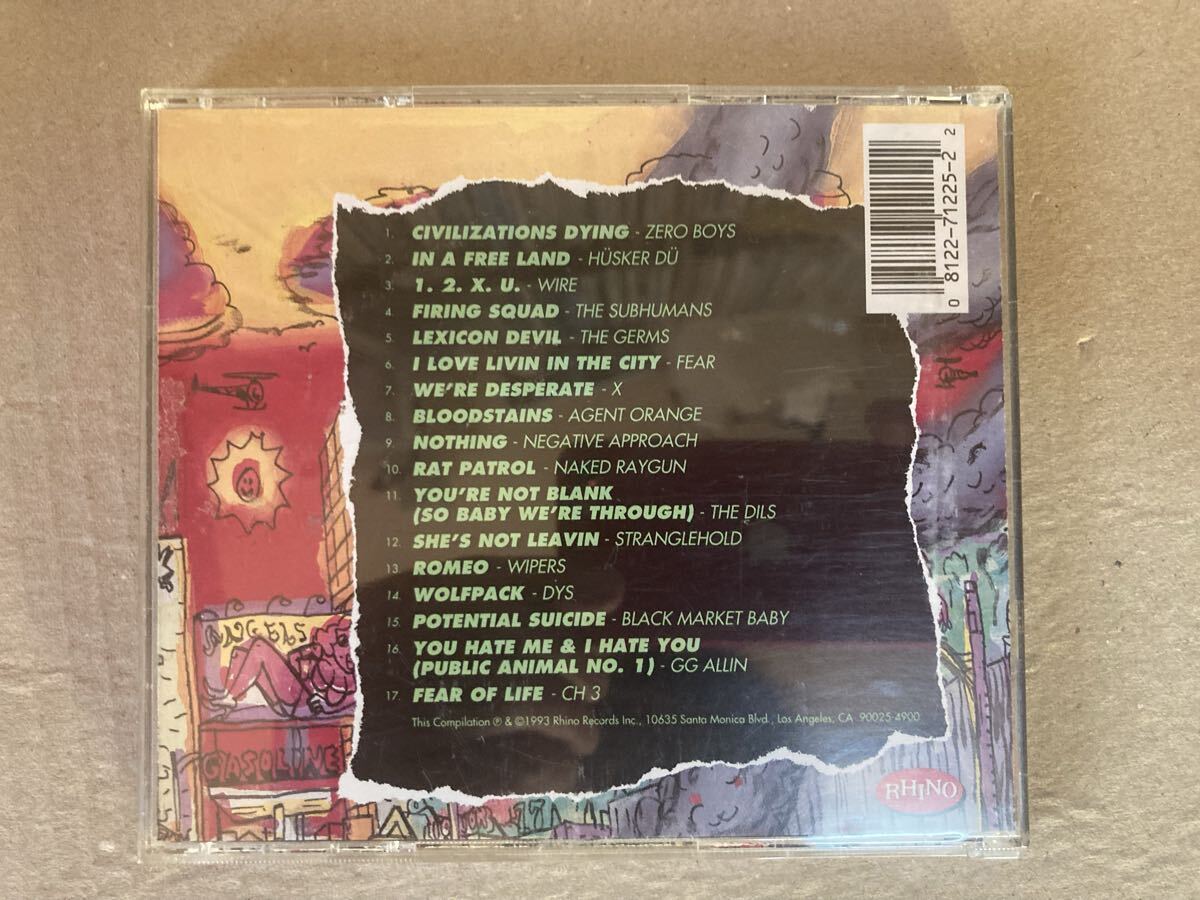 1. CIVILIZATIONS DYING - ZERO BOYS
2. IN A FREE LAND - HÜSKER DÜ
3. 1. 2. X. U. - WIRE
4. FIRING SQUAD - THE SUBHUMANS
5. LEXICON DEVIL - THE GERMS
6. I LOVE LIVIN IN THE CITY - FEAR
7. WE'RE DESPERATE - X
8. BLOODSTAINS - AGENT ORANGE
9. NOTHING - NEGATIVE APPROACH
10. RAT PATROL - NAKED RAYGUN
11. YOU'RE NOT BLANK
(SO BABY WE'RE THROUGH) - THE DILS
12. SHE'S NOT LEAVIN - STRANGLEHOLD
13. ROMEO - WIPERS
14. WOLFPACK - DYS
15. POTENTIAL SUICIDE - BLACK MARKET BABY
16. YOU HATE ME & I HATE YOU
(PUBLIC ANIMAL NO. 1) - GG ALLIN
17. FEAR OF LIFE - CH 3
This Compilation ℗ & ©1993 Rhino Records Inc., 10635 Santa Monica Blvd., Los Angeles, CA 90025-4900
0 81122-71225-2 2
ANGELS
GASOLINE
RHINO